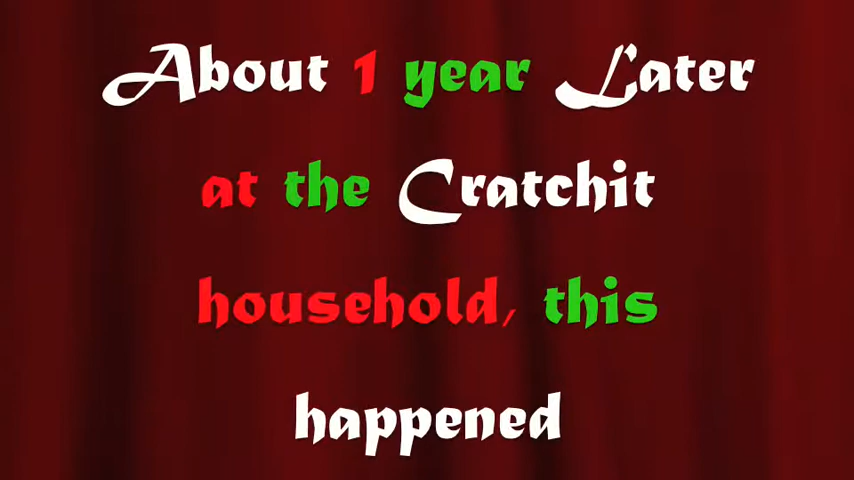 About 1 year Later
at the Cratchit
household, this
happened